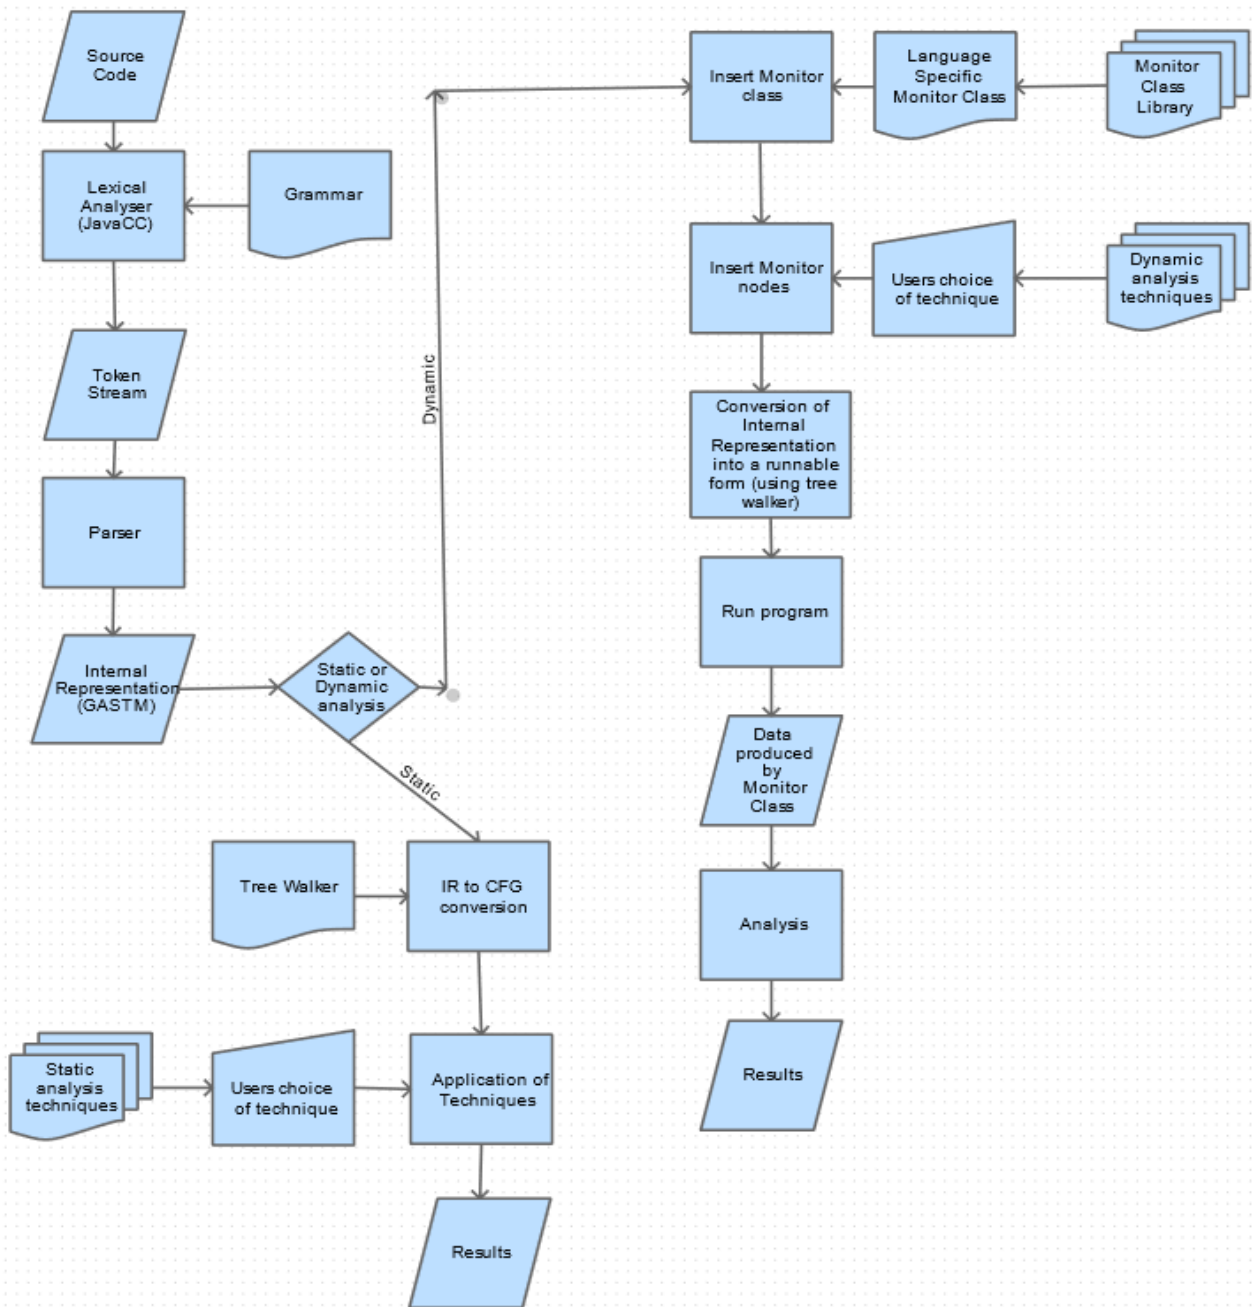 Source
Code
Lexical
Analyser
(JavaCC)
Grammar
Token
Stream
Parser
Internal
Representation
(GASTM)
Static or
Dynamic
analysis
Dynamic
Static
Tree Walker
IR to CFG
conversion
Static
analysis
techniques
Users choice
of technique
Application of
Techniques
Results
Insert Monitor
class
Language
Specific
Monitor Class
Monitor
Class
Library
Insert Monitor
nodes
Users choice
of technique
Dynamic
analysis
techniques
Conversion of
Internal
Representation
into a runnable
form (using tree
walker)
Run program
Data
produced
by
Monitor
Class
Analysis
Results